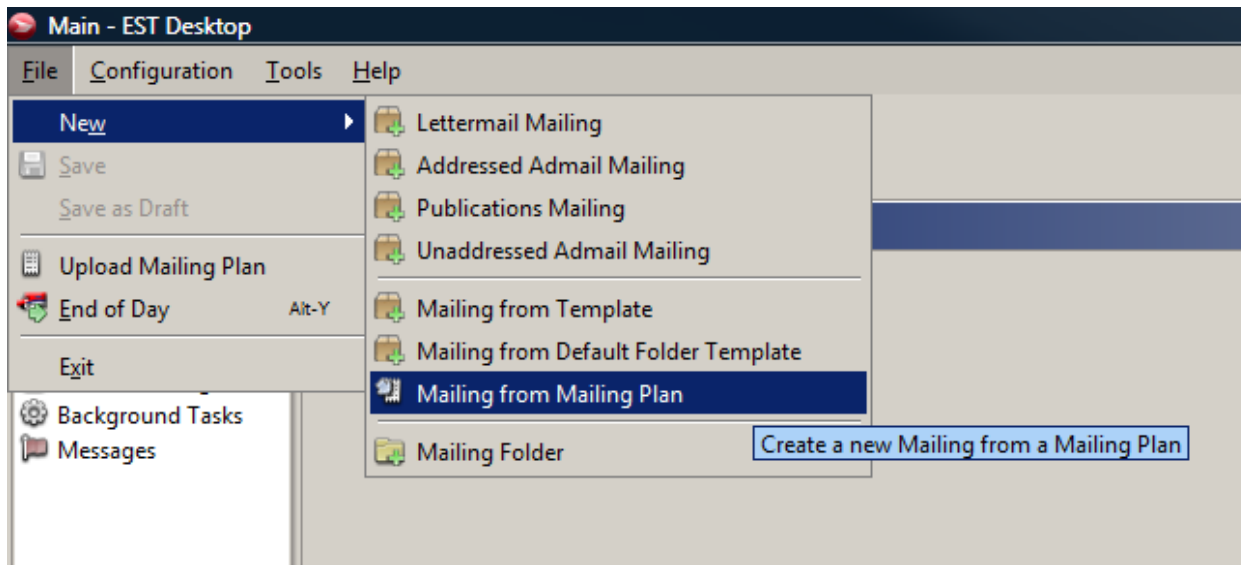 Main - EST Desktop
File Configuration Tools Help
New
Save
Save as Draft
Upload Mailing Plan
End of Day Alt-Y
Exit
Lettermail Mailing
Addressed Admail Mailing
Publications Mailing
Unaddressed Admail Mailing
Mailing from Template
Mailing from Default Folder Template
Mailing from Mailing Plan
Mailing Folder
Create a new Mailing from a Mailing Plan
Background Tasks
Messages